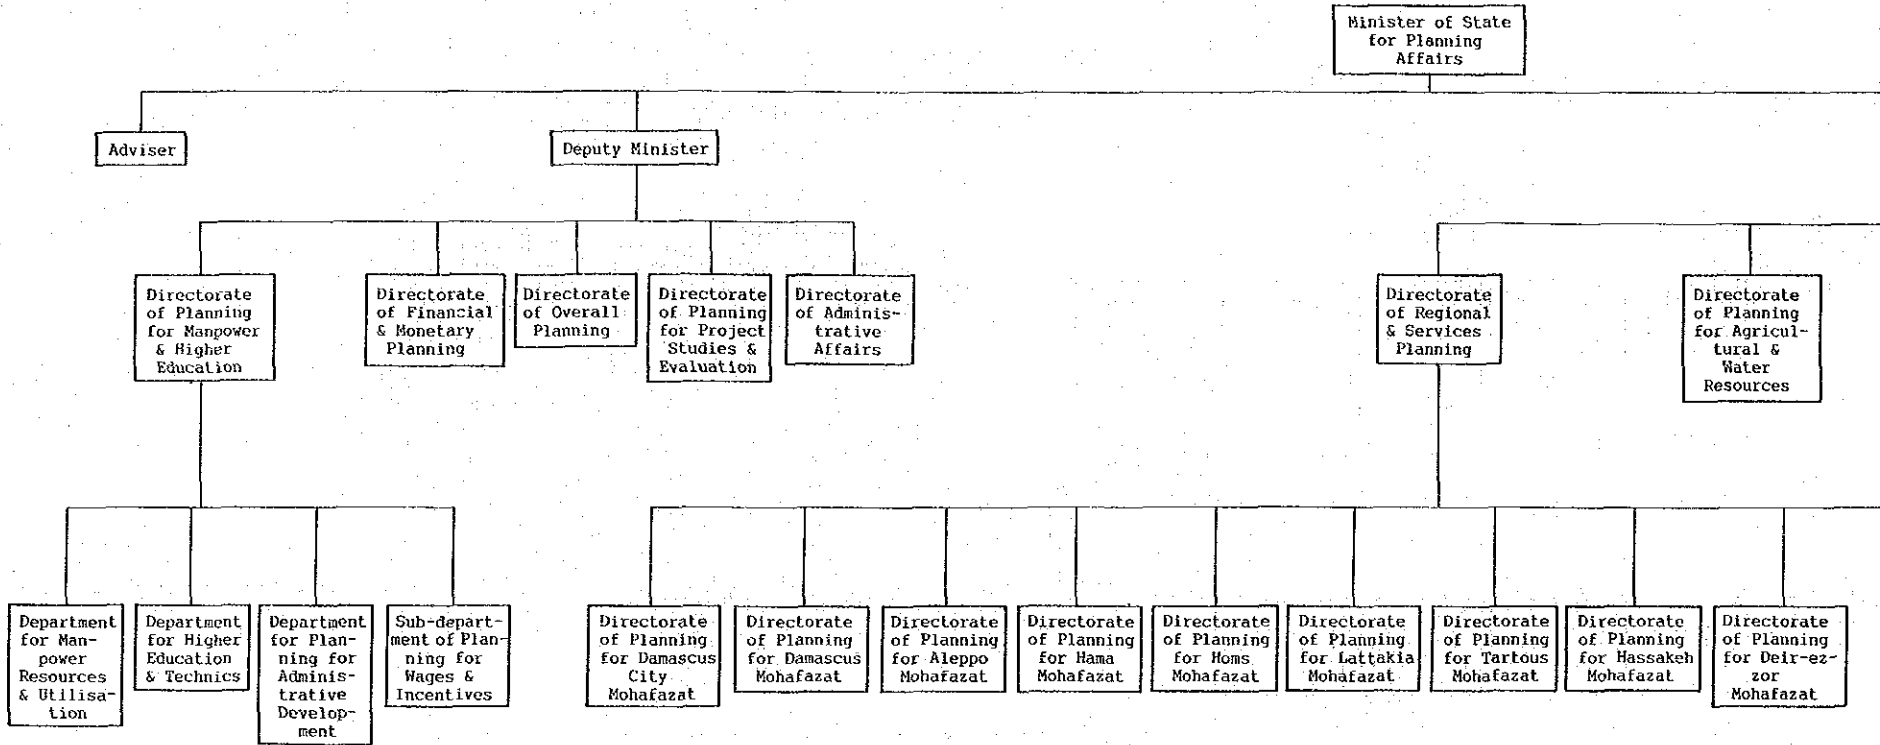 Minister of State
for Planning
Affairs
Adviser
Deputy Minister
Directorate
of Planning
for Manpower
& Higher
Education
Directorate
of Financial
& Monetary
Planning
Directorate
of Overall
Planning
Directorate
of Planning
for Project
Studies &
Evaluation
Directorate
of Adminis-
trative
Affairs
Directorate
of Regional
& Services
Planning
Directorate
of Planning
for Agricul-
tural &
Water
Resources
Department
for Man-
power
Resources
& Utilisa-
tion
Department
for Higher
Education
& Technics
Department
for Plan-
ning for
Adminis-
trative
Develop-
ment
Sub-depart-
ment of Plan-
ning for
Wages &
Incentives
Directorate
of Planning
for Damascus
City
Mohafazat
Directorate
of Planning
for Damascus
Mohafazat
Directorate
of Planning
for Aleppo
Mohafazat
Directorate
of Planning
for Hama
Mohafazat
Directorate
of Planning
for Homs
Mohafazat
Directorate
of Planning
for Lattakia
Mohafazat
Directorate
of Planning
for Tartous
Mohafazat
Directorate
of Planning
for Hassakeh
Mohafazat
Directorate
of Planning
for Deir-ez-
zor
Mohafazat